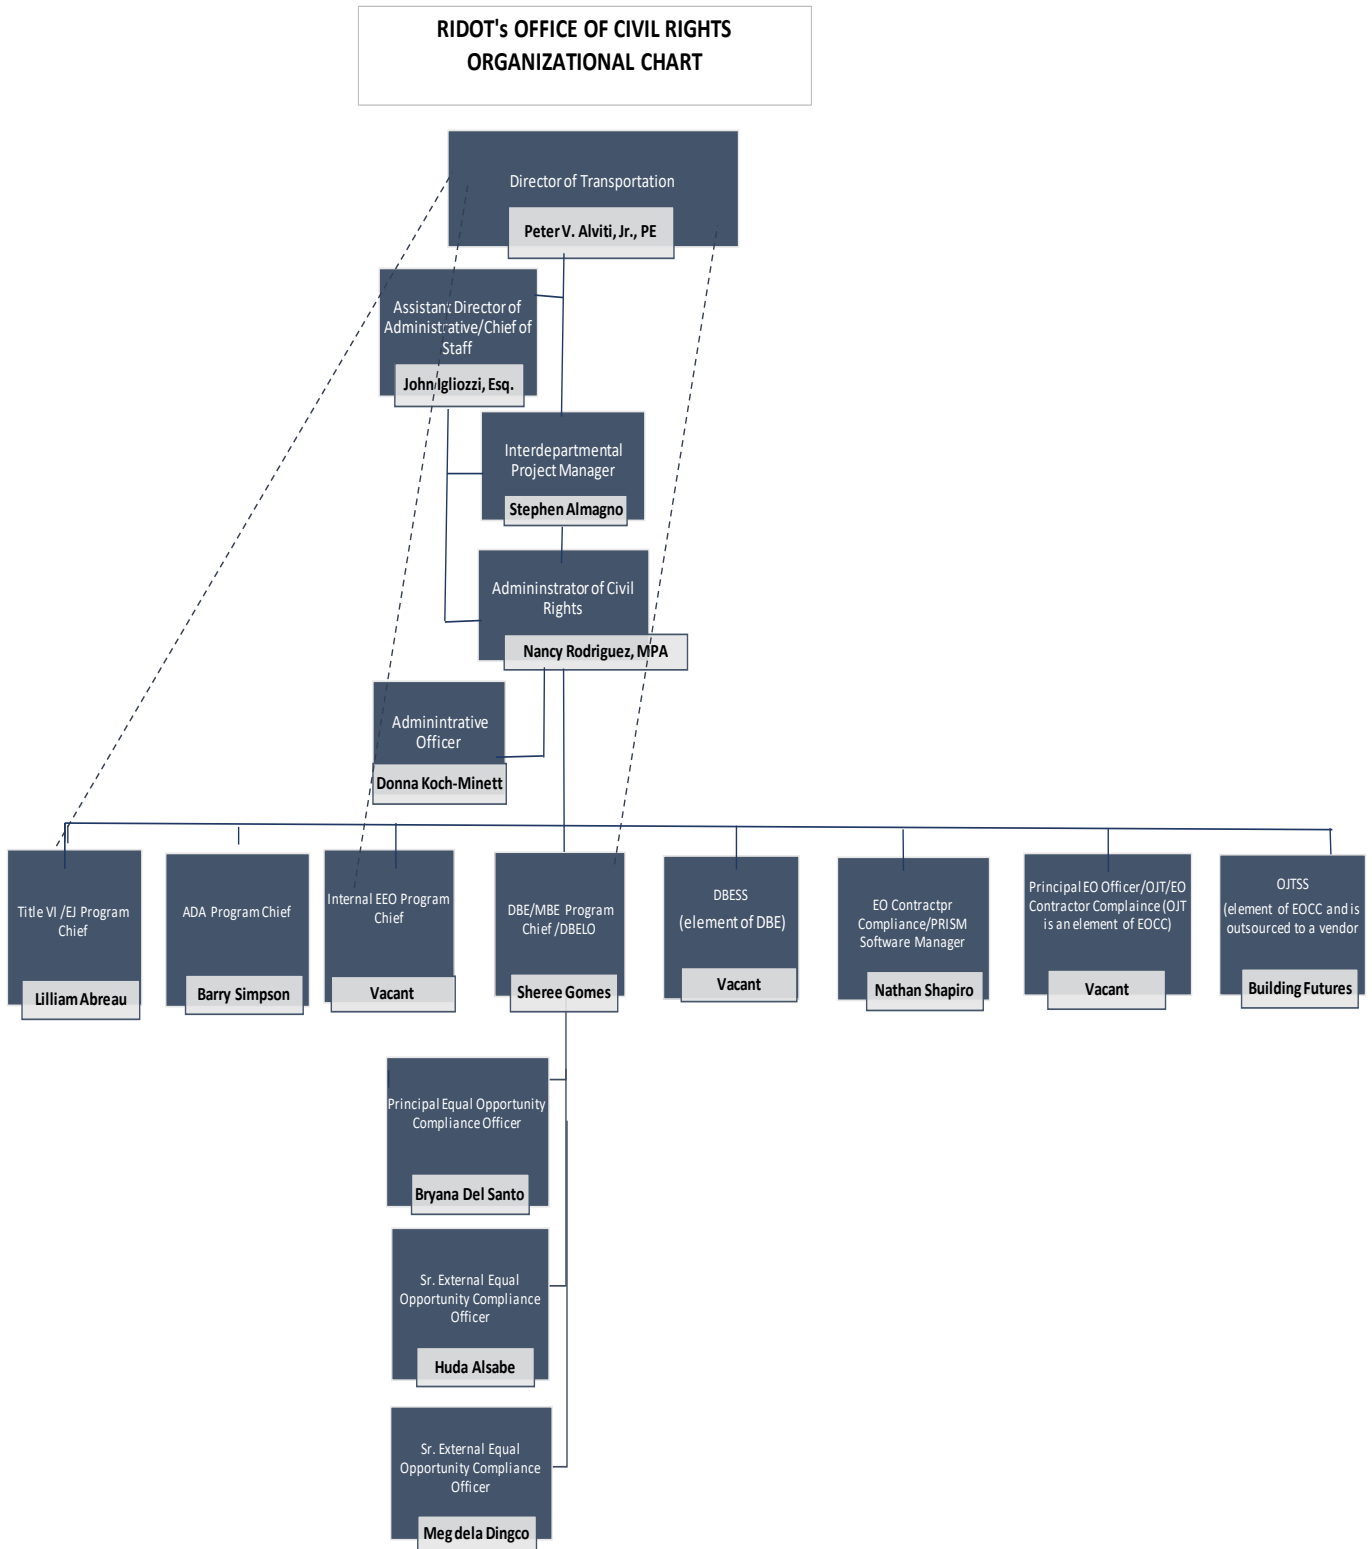 RIDOT's OFFICE OF CIVIL RIGHTS
ORGANIZATIONAL CHART
Director of Transportation
Peter V. Alviti, Jr., PE
Assistant Director of
Administrative/Chief of
Staff
John Igliozzi, Esq.
Interdepartmental
Project Manager
Stephen Almagno
Admininstrator of Civil
Rights
Nancy Rodriguez, MPA
Adminintrative
Officer
Donna Koch-Minett
Title VI /EJ Program
Chief
Lilliam Abreau
ADA Program Chief
Barry Simpson
Internal EEO Program
Chief
Vacant
DBE/MBE Program
Chief /DBELO
Sheree Gomes
DBESS
(element of DBE)
Vacant
EO Contractpr
Compliance/PRISM
Software Manager
Nathan Shapiro
Principal EO Officer/OJT/EO
Contractor Complaince (OJT
is an element of EOCC)
Vacant
OJTSS
(element of EOCC and is
outsourced to a vendor
Building Futures
Principal Equal Opportunity
Compliance Officer
Bryana Del Santo
Sr. External Equal
Opportunity Compliance
Officer
Huda Alsabe
Sr. External Equal
Opportunity Compliance
Officer
Meg dela Dingco